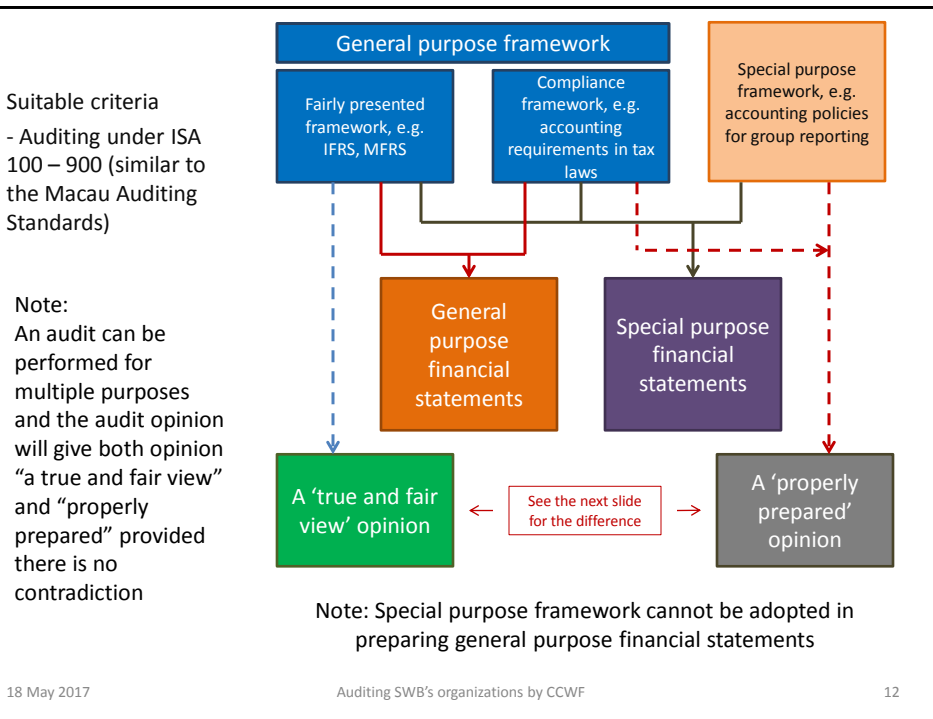 General purpose framework
Fairly presented
framework, e.g.
IFRS, MFRS
Compliance
framework, e.g.
accounting
requirements in tax
laws
Special purpose
framework, e.g.
accounting policies
for group reporting
Suitable criteria
- Auditing under ISA
100 – 900 (similar to
the Macau Auditing
Standards)
General
purpose
financial
statements
Special purpose
financial
statements
Note:
An audit can be
performed for
multiple purposes
and the audit opinion
will give both opinion
“a true and fair view”
and “properly
prepared” provided
there is no
contradiction
A ‘true and fair
view’ opinion
See the next slide
for the difference
A ‘properly
prepared’
opinion
Note: Special purpose framework cannot be adopted in
preparing general purpose financial statements
18 May 2017
Auditing SWB's organizations by CCWF
12